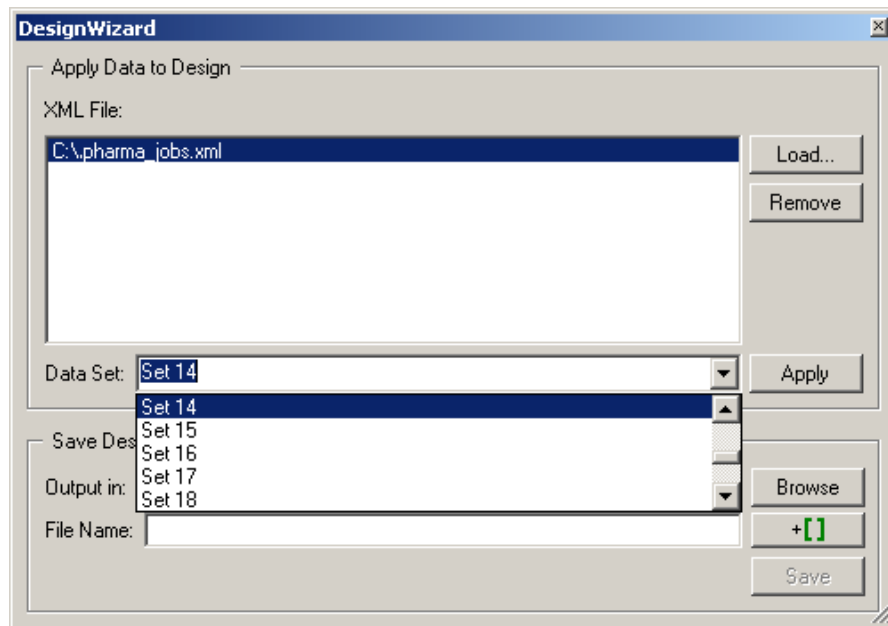 DesignWizard
Apply Data to Design
XML File:
C:\.pharma_jobs.xml
Load...
Remove
Data Set: Set 14 Apply
Set 14
Set 15
Set 16
Set 17
Set 18
Save Des
Output in: Browse
File Name: +[]
Save